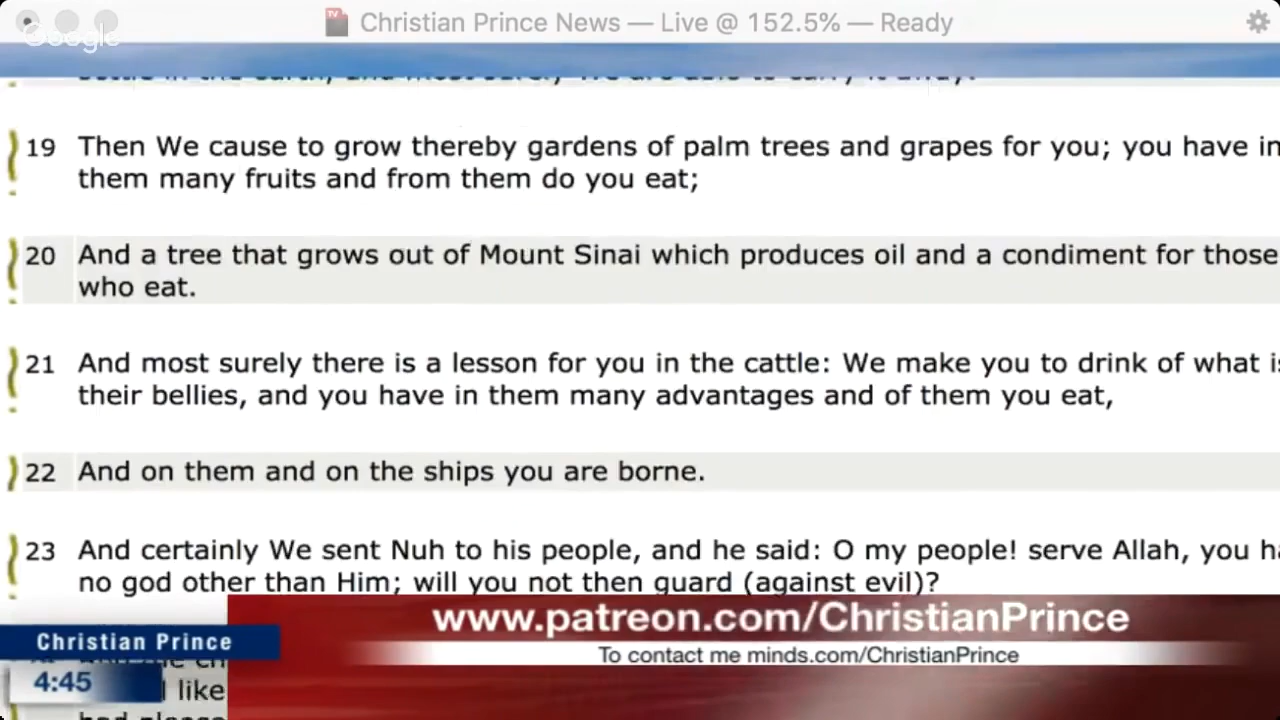 Christian Prince News — Live @ 152.5% — Ready
Google
19 Then We cause to grow thereby gardens of palm trees and grapes for you; you have in
them many fruits and from them do you eat;
20 And a tree that grows out of Mount Sinai which produces oil and a condiment for those
who eat.
21 And most surely there is a lesson for you in the cattle: We make you to drink of what
their bellies, and you have in them many advantages and of them you eat,
22 And on them and on the ships you are borne.
23 And certainly We sent Nuh to his people, and he said: O my people! serve Allah, you
no god other than Him; will you not then guard (against evil)?
www.patreon.com/ChristianPrince
Christian Prince
To contact me minds.com/ChristianPrince
4:45
like